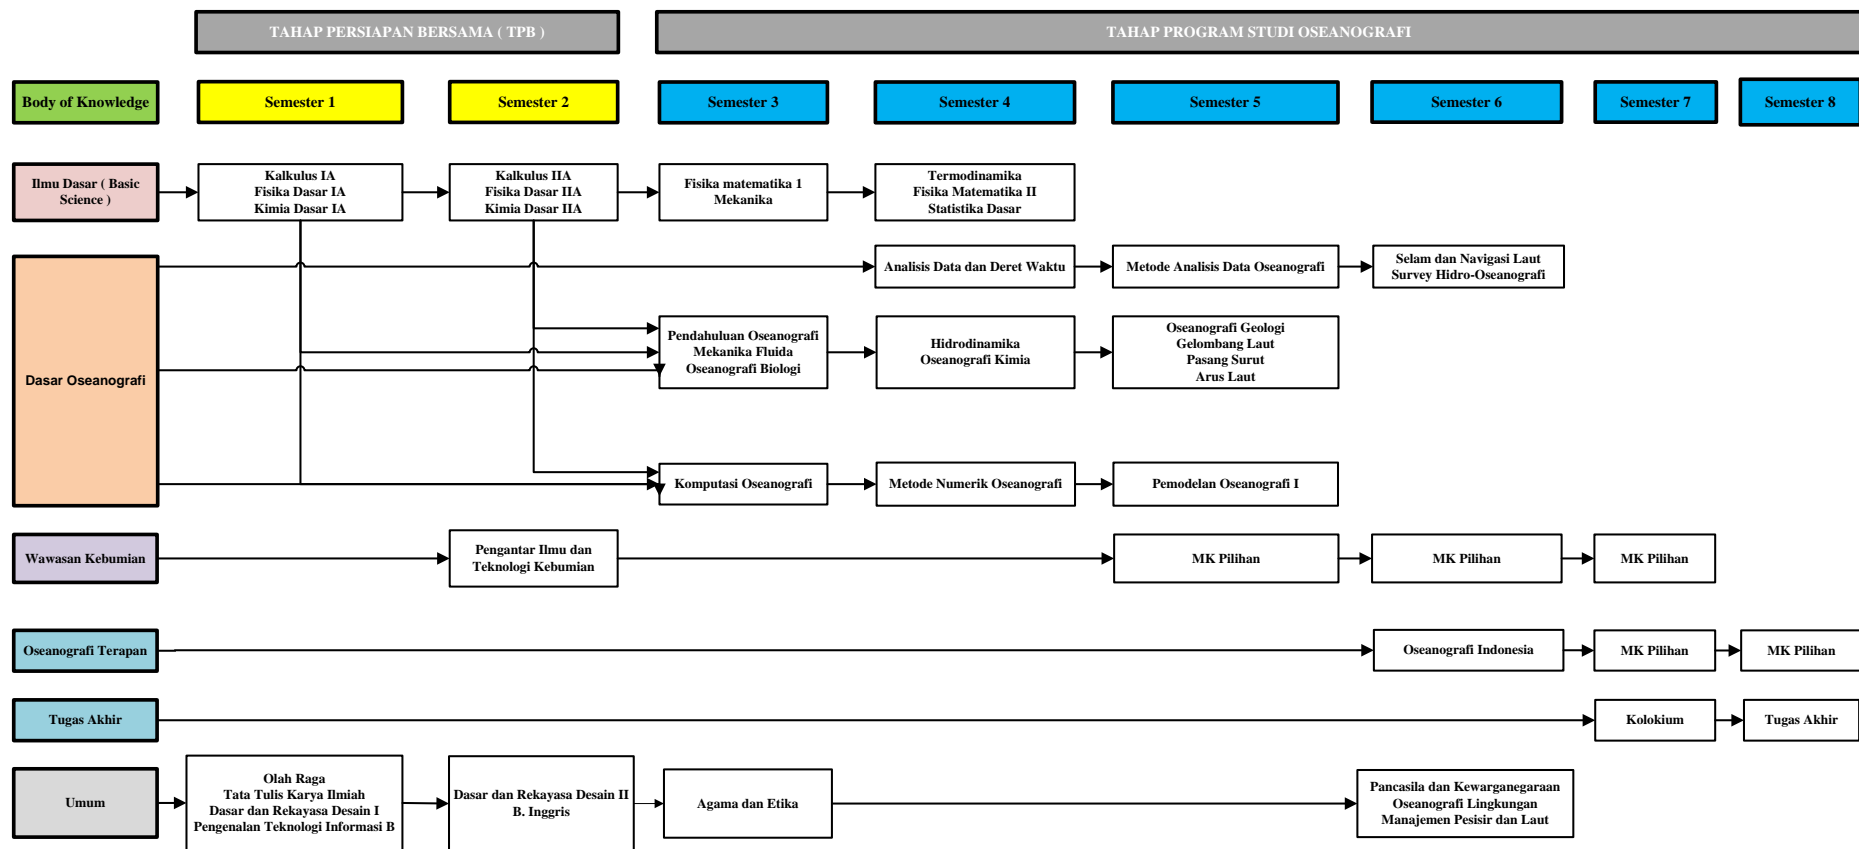 TAHAP PERSIAPAN BERSAMA ( TPB )
TAHAP PROGRAM STUDI OSEANOGRAFI
Body of Knowledge
Semester 1
Semester 2
Semester 3
Semester 4
Semester 5
Semester 6
Semester 7
Semester 8
Ilmu Dasar ( Basic
Science )
Kalkulus IA
Fisika Dasar IA
Kimia Dasar IA
Kalkulus IIA
Fisika Dasar IIA
Kimia Dasar IIA
Fisika matematika 1
Mekanika
Termodinamika
Fisika Matematika II
Statistika Dasar
Dasar Oseanografi
Analisis Data dan Deret Waktu
Metode Analisis Data Oseanografi
Selam dan Navigasi Laut
Survey Hidro-Oseanografi
Pendahuluan Oseanografi
Mekanika Fluida
Oseanografi Biologi
Hidrodinamika
Oseanografi Kimia
Oseanografi Geologi
Gelombang Laut
Pasang Surut
Arus Laut
Komputasi Oseanografi
Metode Numerik Oseanografi
Pemodelan Oseanografi I
Wawasan Kebumian
Pengantar Ilmu dan
Teknologi Kebumian
MK Pilihan
MK Pilihan
MK Pilihan
Oseanografi Terapan
Oseanografi Indonesia
MK Pilihan
MK Pilihan
Tugas Akhir
Kolokium
Tugas Akhir
Umum
Olah Raga
Tata Tulis Karya Ilmiah
Dasar dan Rekayasa Desain I
Pengenalan Teknologi Informasi B
Dasar dan Rekayasa Desain II
B. Inggris
Agama dan Etika
Pancasila dan Kewarganegaraan
Oseanografi Lingkungan
Manajemen Pesisir dan Laut